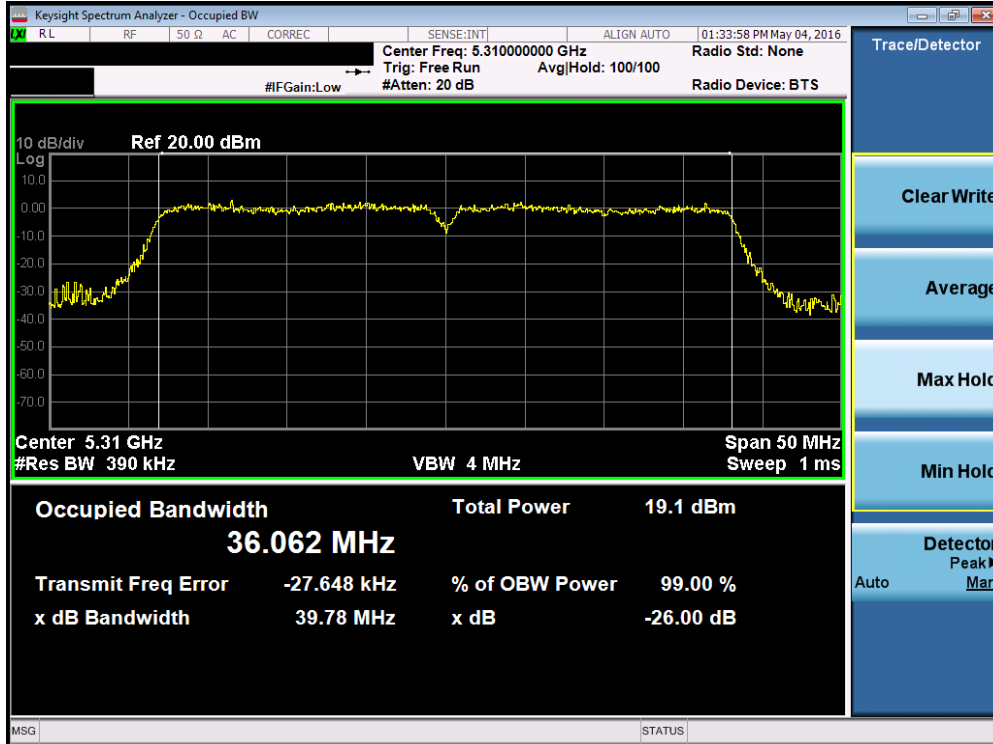 Keysight Spectrum Analyzer - Occupied BW
LXI RL RF 50 Ω AC CORREC SENSE:INT ALIGN AUTO 01:33:58 PM May 04, 2016
Center Freq: 5.310000000 GHz Radio Std: None
Trig: Free Run Avg|Hold: 100/100
#IFGain:Low #Atten: 20 dB Radio Device: BTS
10 dB/div Ref 20.00 dBm
Log
10.0
0.00
-10.0
-20.0
-30.0
-40.0
-50.0
-60.0
-70.0
Center 5.31 GHz Span 50 MHz
#Res BW 390 kHz VBW 4 MHz Sweep 1 ms
Occupied Bandwidth Total Power 19.1 dBm
36.062 MHz
Transmit Freq Error -27.648 kHz % of OBW Power 99.00 %
x dB Bandwidth 39.78 MHz x dB -26.00 dB
MSG STATUS
Trace/Detector
Clear Write
Average
Max Hold
Min Hold
Detector
Peak
Auto Man